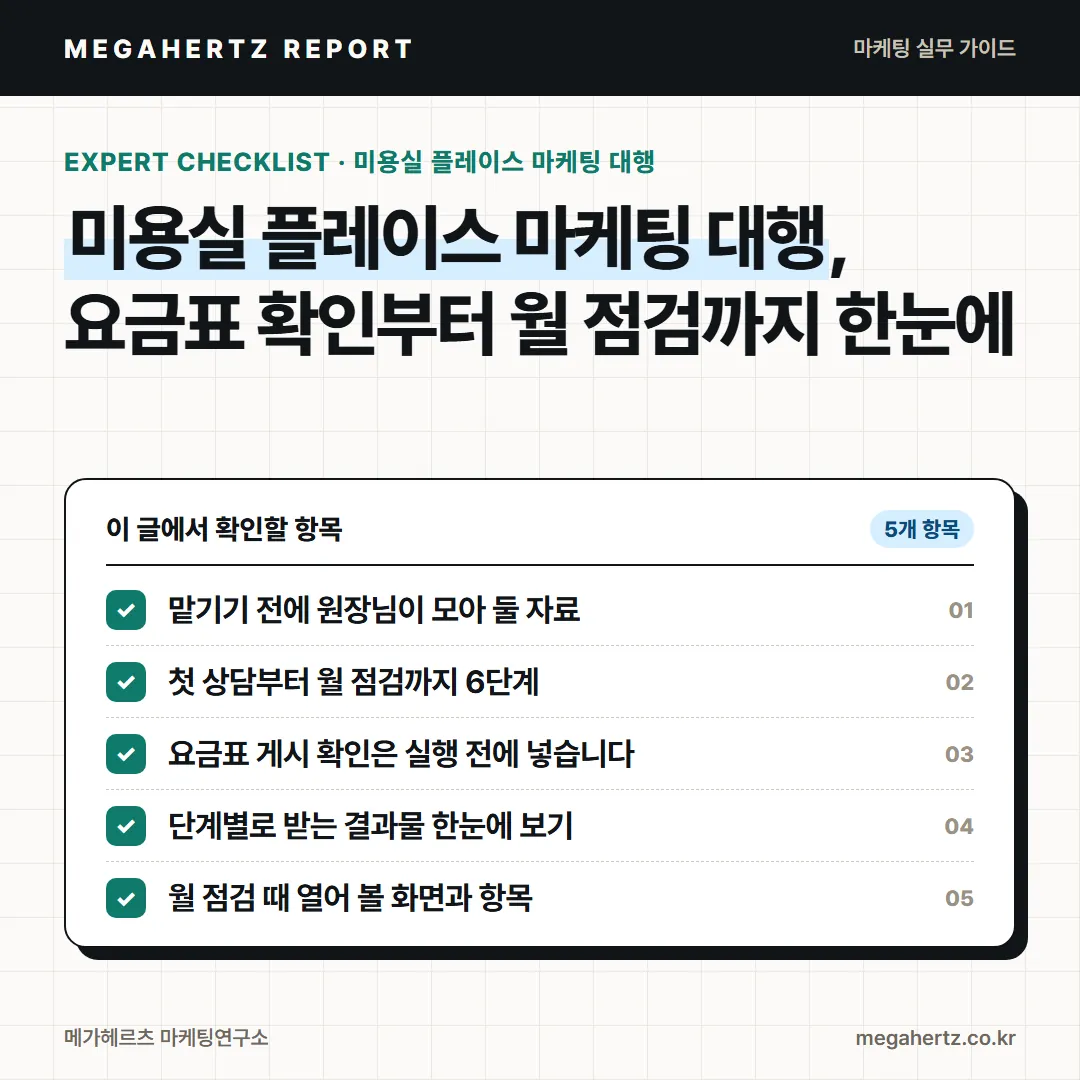 MEGAHERTZ REPORT
마케팅 실무 가이드
EXPERT CHECKLIST · 미용실 플레이스 마케팅 대행
미용실 플레이스 마케팅 대행,
요금표 확인부터 월 점검까지 한눈에
이 글에서 확인할 항목
5개 항목
맡기기 전에 원장님이 모아 둘 자료
01
첫 상담부터 월 점검까지 6단계
02
요금표 게시 확인은 실행 전에 넣습니다
03
단계별로 받는 결과물 한눈에 보기
04
월 점검 때 열어 볼 화면과 항목
05
메가헤르츠 마케팅연구소
megahertz.co.kr